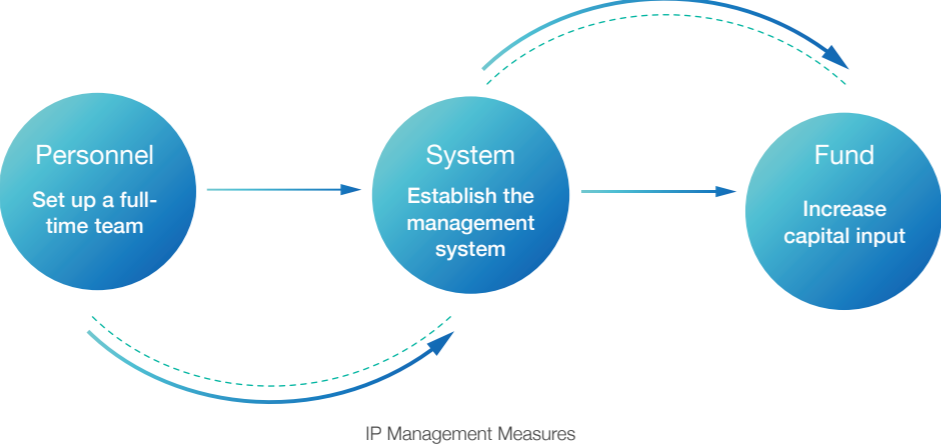 Personnel
Set up a full-
time team
System
Establish the
management
system
Fund
Increase
capital input
IP Management Measures